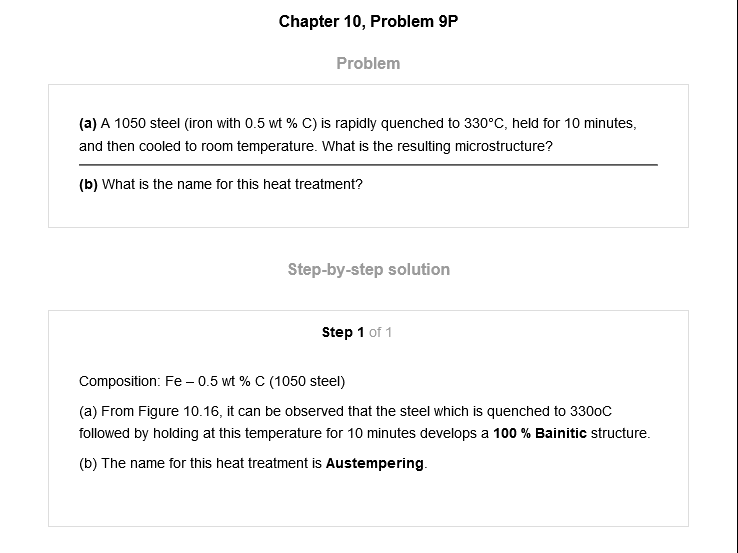 Chapter 10, Problem 9P
Problem
(a) A 1050 steel (iron with 0.5 wt % C) is rapidly quenched to 330°C, held for 10 minutes,
and then cooled to room temperature. What is the resulting microstructure?
(b) What is the name for this heat treatment?
Step-by-step solution
Step 1 of 1
Composition: Fe – 0.5 wt % C (1050 steel)
(a) From Figure 10.16, it can be observed that the steel which is quenched to 330oC
followed by holding at this temperature for 10 minutes develops a 100 % Bainitic structure.
(b) The name for this heat treatment is Austempering.